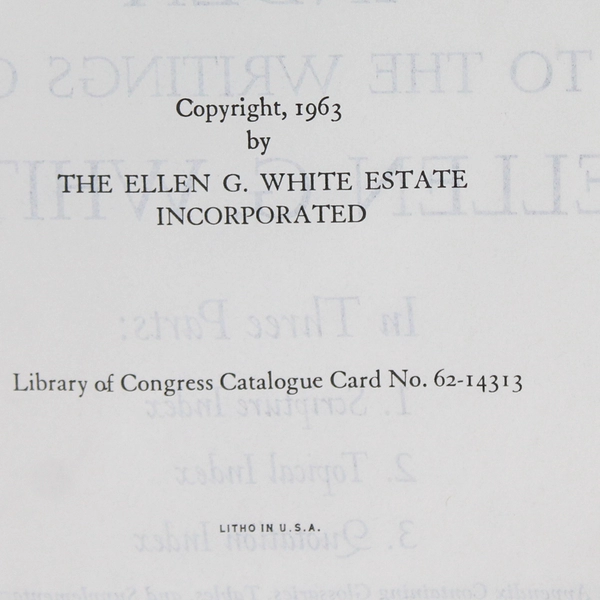 Copyright, 1963
by
THE ELLEN G. WHITE ESTATE
INCORPORATED
Library of Congress Catalogue Card No. 62-14313
LITHO IN U.S.A.